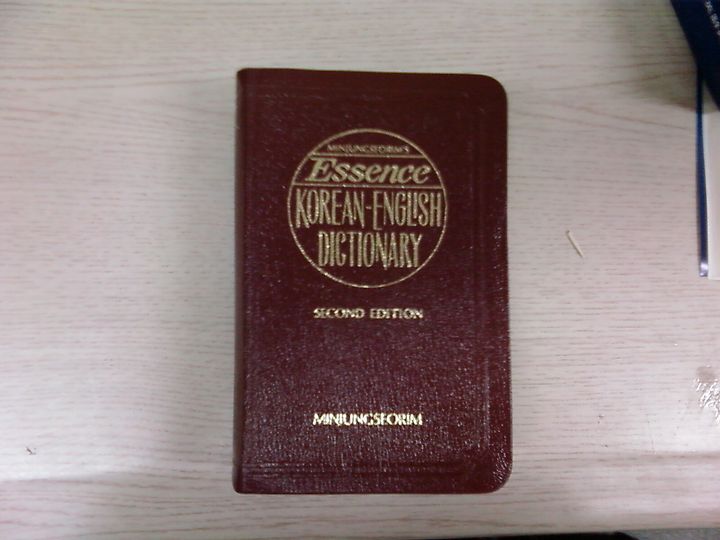 MINJUNGSEORIM'S
Essence
KOREAN-ENGLISH
DICTIONARY
SECOND EDITION
MINJUNGSEORIM